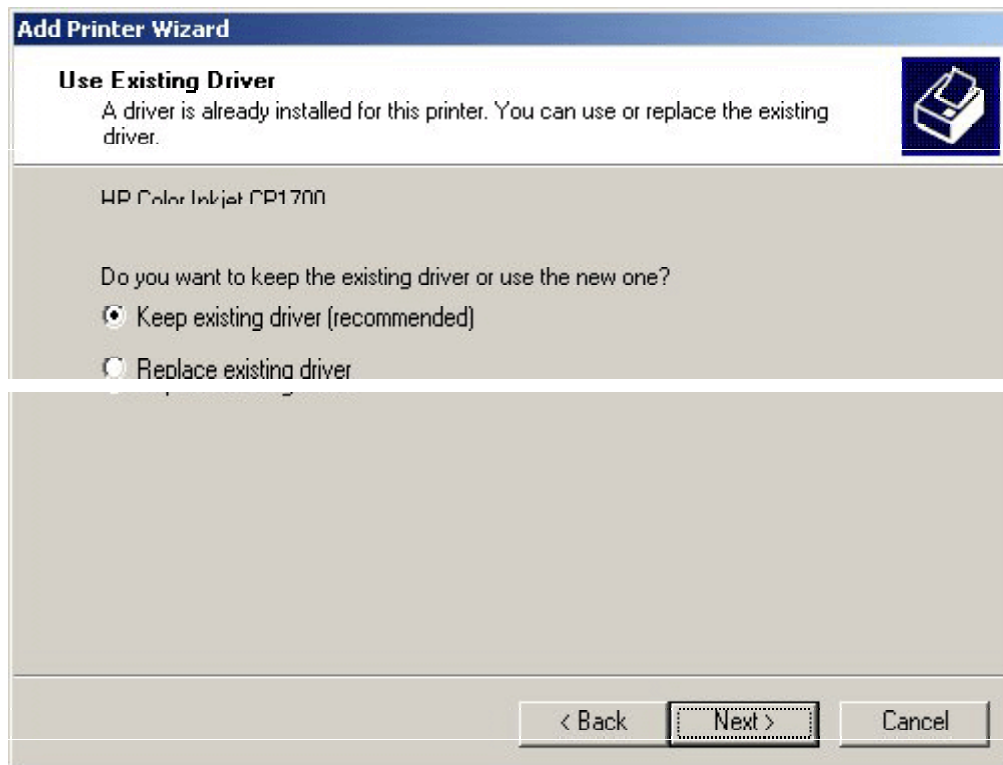 Add Printer Wizard
Use Existing Driver
A driver is already installed for this printer. You can use or replace the existing
driver.
HP Color Inkjet CP1700
Do you want to keep the existing driver or use the new one?
Keep existing driver (recommended)
Replace existing driver
< Back
Next >
Cancel